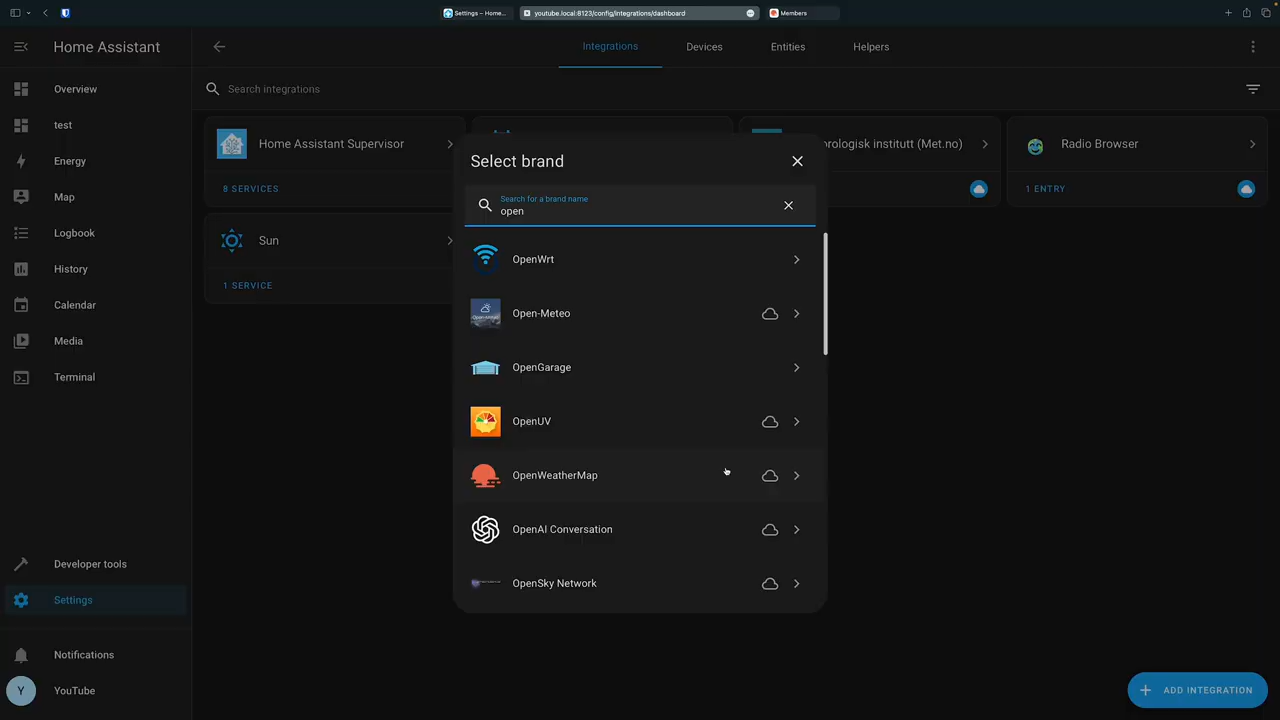 Settings – Home...
youtube.local:8123/config/integrations/dashboard
Members
Home Assistant
Integrations
Devices
Entities
Helpers
Overview
test
Energy
Map
Logbook
History
Calendar
Media
Terminal
Developer tools
Settings
Notifications
Y
YouTube
Search integrations
Home Assistant Supervisor
8 SERVICES
Sun
1 SERVICE
orologisk institutt (Met.no)
Radio Browser
1 ENTRY
Select brand
Search for a brand name
open
OpenWrt
Open-Meteo
OpenGarage
OpenUV
OpenWeatherMap
OpenAI Conversation
OpenSky Network
ADD INTEGRATION